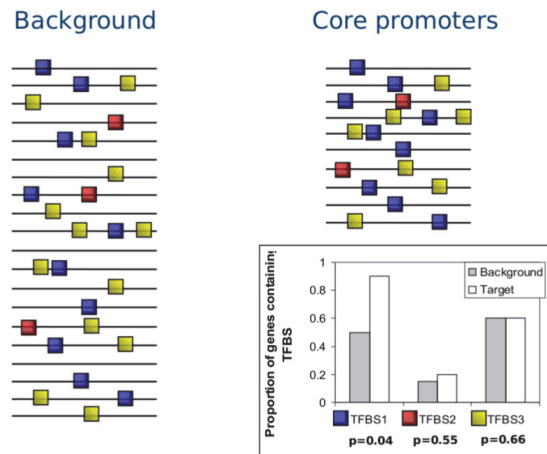 Background
Core promoters
Proportion of genes containing
TFBS
1
0.8
0.6
0.4
0.2
0
Background
Target
TFBS1
TFBS2
TFBS3
p=0.04
p=0.55
p=0.66